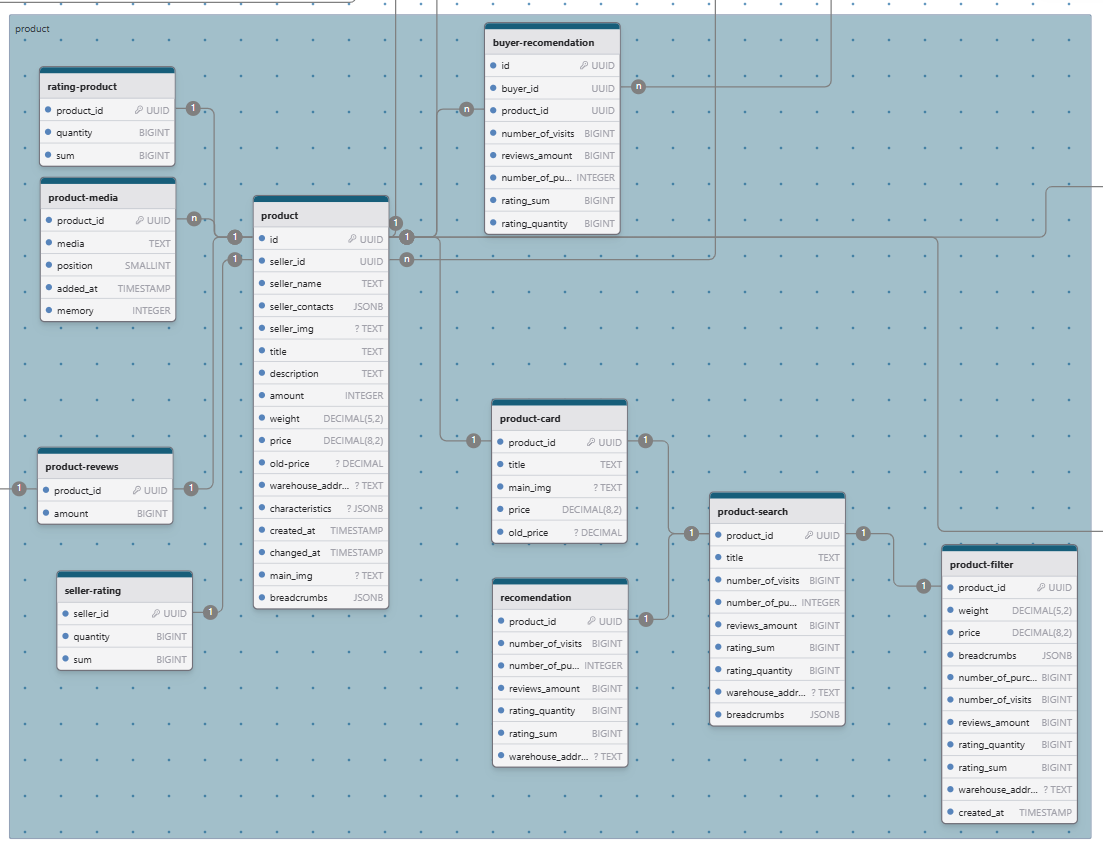 product
rating-product
product_id UUID
quantity BIGINT
sum BIGINT
1
product-media
product_id UUID
media TEXT
position SMALLINT
added_at TIMESTAMP
memory INTEGER
n
product-revews
product_id UUID
amount BIGINT
1
1
seller-rating
seller_id UUID
quantity BIGINT
sum BIGINT
1
1
1
product
id UUID
seller_id UUID
seller_name TEXT
seller_contacts JSONB
seller_img ? TEXT
title TEXT
description TEXT
amount INTEGER
weight DECIMAL(5,2)
price DECIMAL(8,2)
old-price ? DECIMAL
warehouse_addr... ? TEXT
characteristics ? JSONB
created_at TIMESTAMP
changed_at TIMESTAMP
main_img ? TEXT
breadcrumbs JSONB
1
1
n
buyer-recomendation
id UUID
buyer_id UUID
product_id UUID
number_of_visits BIGINT
reviews_amount BIGINT
number_of_pu... INTEGER
rating_sum BIGINT
rating_quantity BIGINT
n
n
product-card
product_id UUID
title TEXT
main_img ? TEXT
price DECIMAL(8,2)
old_price ? DECIMAL
1
1
recomendation
product_id UUID
number_of_visits BIGINT
number_of_pu... INTEGER
reviews_amount BIGINT
rating_quantity BIGINT
rating_sum BIGINT
warehouse_addr... ? TEXT
1
1
product-search
product_id UUID
title TEXT
number_of_visits BIGINT
number_of_pu... INTEGER
reviews_amount BIGINT
rating_sum BIGINT
rating_quantity BIGINT
warehouse_addr... ? TEXT
breadcrumbs JSONB
1
1
product-filter
product_id UUID
weight DECIMAL(5,2)
price DECIMAL(8,2)
breadcrumbs JSONB
number_of_purc... BIGINT
number_of_visits BIGINT
reviews_amount BIGINT
rating_quantity BIGINT
rating_sum BIGINT
warehouse_addr... ? TEXT
created_at TIMESTAMP